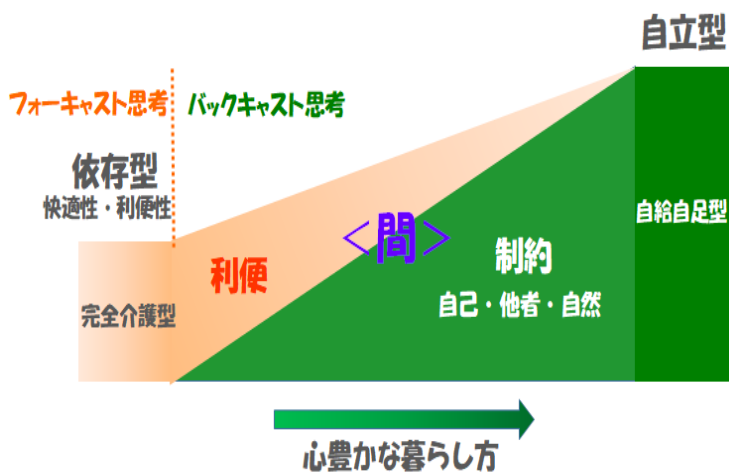 自立型
フォーキャスト思考
バックキャスト思考
依存型
快適性・利便性
自給自足型
<間>
利便
制約
完全介護型
自己・他者・自然
心豊かな暮らし方